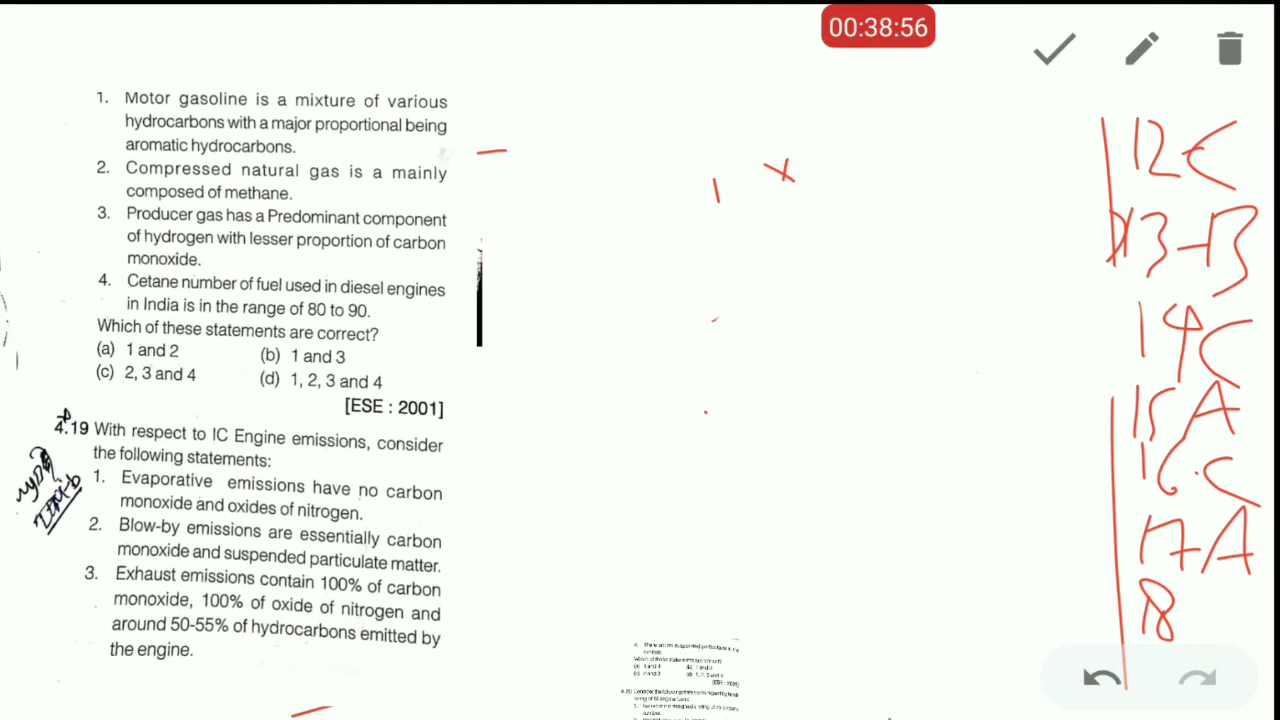 00:38:56
1. Motor gasoline is a mixture of various
hydrocarbons with a major proportional being
aromatic hydrocarbons.
2. Compressed natural gas is a mainly
composed of methane.
3. Producer gas has a Predominant component
of hydrogen with lesser proportion of carbon
monoxide.
4. Cetane number of fuel used in diesel engines
in India is in the range of 80 to 90.
Which of these statements are correct?
(a) 1 and 2 (b) 1 and 3
(c) 2, 3 and 4 (d) 1, 2, 3 and 4
[ESE : 2001]
4.19 With respect to IC Engine emissions, consider
the following statements:
1. Evaporative emissions have no carbon
monoxide and oxides of nitrogen.
2. Blow-by emissions are essentially carbon
monoxide and suspended particulate matter.
3. Exhaust emissions contain 100% of carbon
monoxide, 100% of oxide of nitrogen and
around 50-55% of hydrocarbons emitted by
the engine.
1 x
12 C
13-B
14 C
15 A
16.C
17 A
18